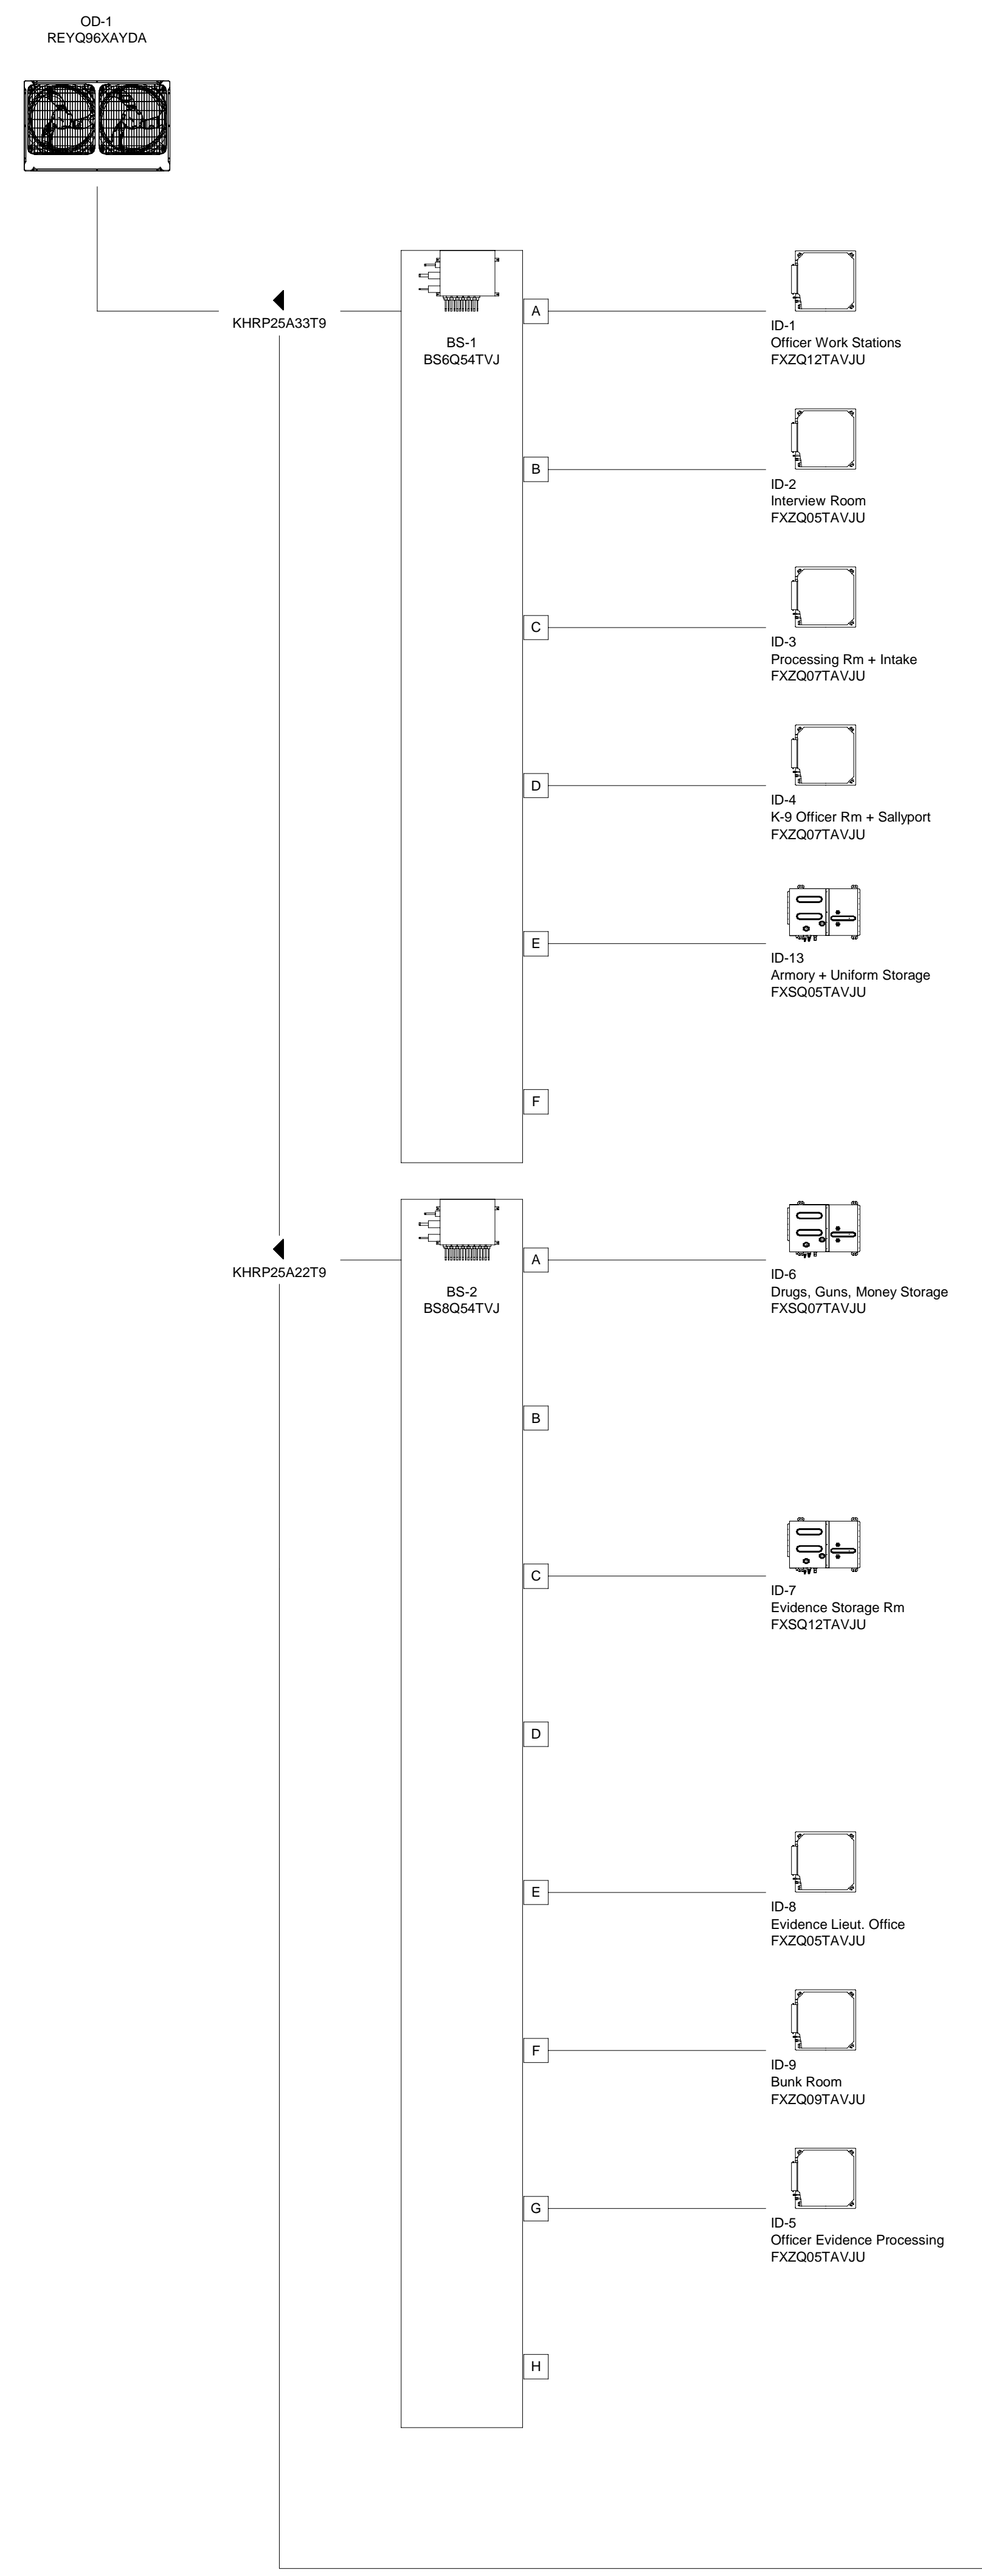 OD-1
REYQ96XAYDA
KHRP25A33T9
BS-1
BS6Q54TVJ
A
ID-1
Officer Work Stations
FXZQ12TAVJU
B
ID-2
Interview Room
FXZQ05TAVJU
C
ID-3
Processing Rm + Intake
FXZQ07TAVJU
D
ID-4
K-9 Officer Rm + Sallyport
FXZQ07TAVJU
E
ID-13
Armory + Uniform Storage
FXSQ05TAVJU
F
KHRP25A22T9
BS-2
BS8Q54TVJ
A
ID-6
Drugs, Guns, Money Storage
FXSQ07TAVJU
B
C
ID-7
Evidence Storage Rm
FXSQ12TAVJU
D
E
ID-8
Evidence Lieut. Office
FXZQ05TAVJU
F
ID-9
Bunk Room
FXZQ09TAVJU
G
ID-5
Officer Evidence Processing
FXZQ05TAVJU
H